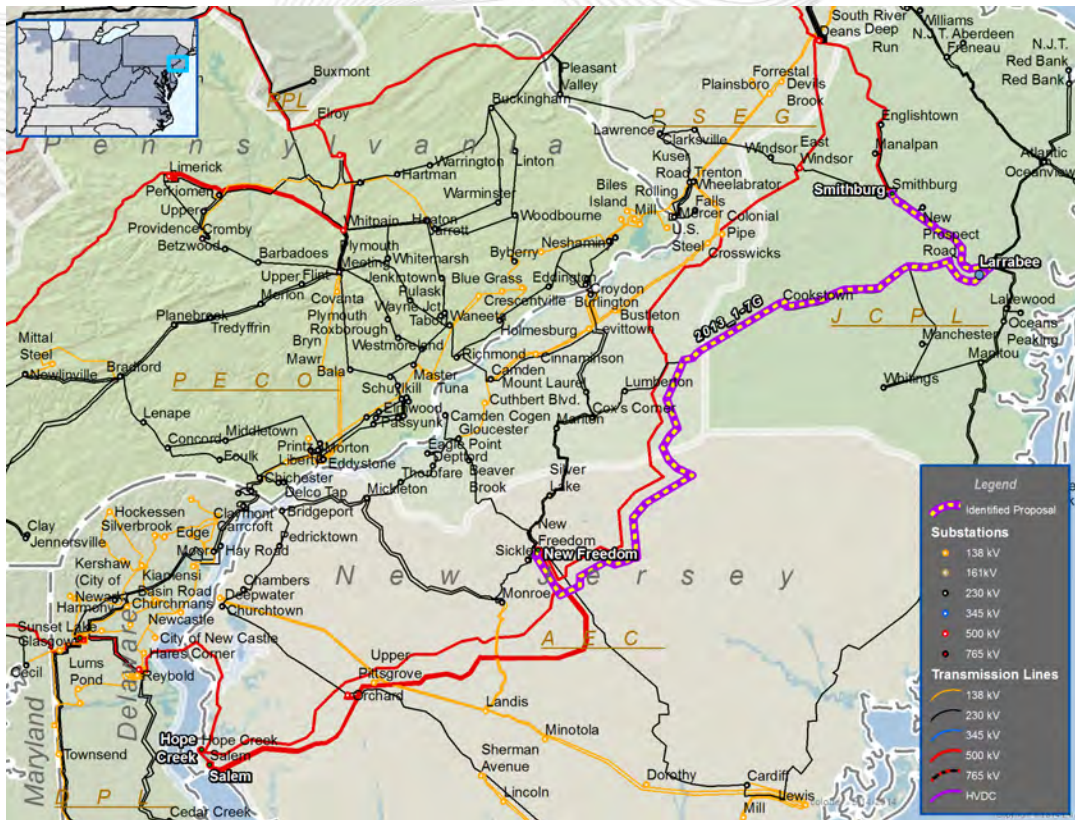 South River
Deans Deep
Run
Williams
N.J.T. Aberdeen
Freneau
N.J.T.
Red Bank
N.J.T.
Red Bank
Buxmont
Pleasant
Valley
Forrestal
Plainsboro
Devils
Brook
PPL
Elroy
Buckingham
P S E G
Lawrence
Clarksville
Englishtown
Pennsylvania
Windsor
East
Windsor
Manalpan
Atlantic
Oceanview
Limerick
Warrington
Linton
Kuser
Road
Trenton
Wheelabrator
Hartman
Perkiomen
Warminster
Biles
Island
Rolling
Mill
Falls
Mercer
Smithburg
Smithburg
Upper
Providence
Cromby
Whitpain
Heaton
Jarrett
Woodbourne
U.S.
Steel
Colonial
Pipe
New
Prospect
Road
Betzwood
Barbadoes
Plymouth
Meeting
Whitemarsh
Byberry
Neshaminy
Crosswicks
Larrabee
Upper
Flint
Merion
Jenkintown
Blue Grass
Eddington
Croydon
Cookstown
Covanta
Plymouth
Pulaski
Crescentville
Burlington
Lakewood
Oceans
Peaking
Planebrook
Tredyffrin
Roxborough
Wayne Jct
Tabor
Waneeta
Holmesburg
Levittown
Bustleton
2013_1-7G
J C P L
Manchester
Mittal
Steel
Bryn
Mawr
Westmoreland
Manitou
Newlinville
Bradford
Bala
Richmond
Camden
Cinnaminson
Whitings
P E C O
Schuylkill
Master
Tuna
Mount Laurel
Lumberton
Cuthbert Blvd.
Lenape
Elmwood
Passyunk
Camden Cogen
Gloucester
Cox's Corner
Concord
Middletown
Printz
Morton
Eagle Point
Deptford
Foulk
Liberty
Eddystone
Thorofare
Beaver
Brook
Silver
Lake
Chichester
Delco Tap
Mickleton
Hockessen
Silverbrook
Claymont
Bridgeport
Clay
Jennersville
Edge
Moor
Carrcroft
Hay Road
Pedricktown
New
Freedom
Sickler
New Freedom
Kershaw
(City of
Newark)
Kiamensi
Basin Road
Churchmans
Chambers
Deepwater
New Jersey
Monroe
Harmony
Newcastle
Churchtown
Sunset Lake
Glasgow
City of New Castle
Hares Corner
A E C
Cecil
Lums
Pond
Reybold
Upper
Pittsgrove
Delaware
Orchard
Landis
Maryland
Hope
Creek
Hope Creek
Salem
Salem
Minotola
Townsend
Sherman
Avenue
Dorothy
Cardiff
Lewis
Mill
Lincoln
Cedar Creek
Legend
Identified Proposal
Substations
138 kV
161kV
230 kV
345 kV
500 kV
765 kV
Transmission Lines
138 kV
230 kV
345 kV
500 kV
765 kV
HVDC